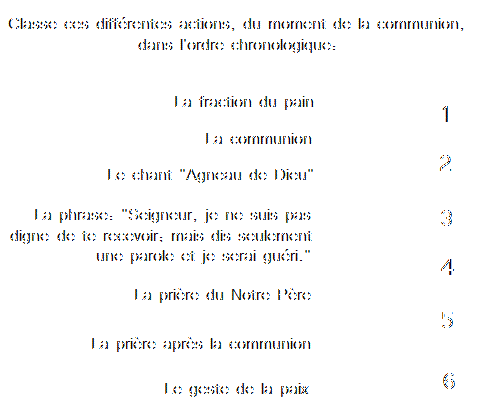 Classe ces différentes actions, du moment de la communion,
dans l'ordre chronologique:
La fraction du pain
1
La communion
2
Le chant "Agneau de Dieu"
La phrase: "Seigneur, je ne suis pas
3
digne de te recevoir; mais dis seulement
une parole et je serai guéri."
4
La prière du Notre Père
5
La prière après la communion
6
Le geste de la paix